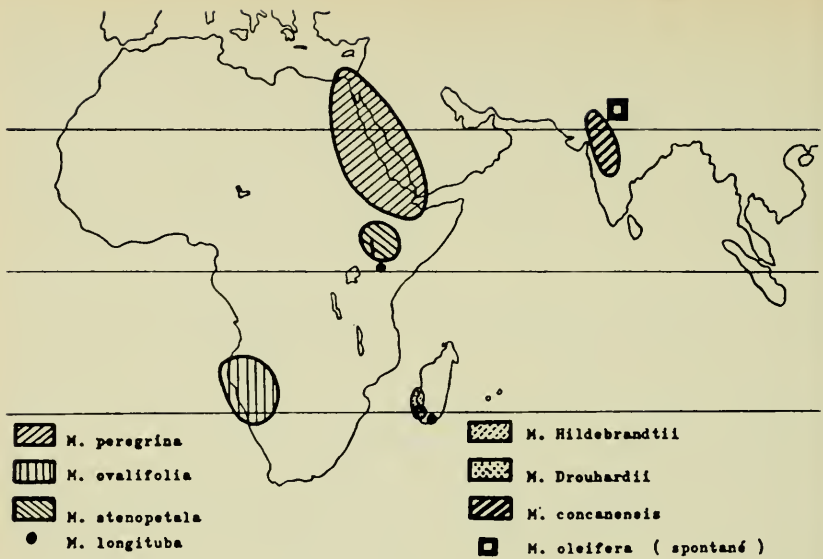 M. peregrina
M. ovalifolia
M. stenopetala
M. longituba
M. Hildebrandtii
M. Drouhardii
M. concanensis
M. oleifera ( spontané )